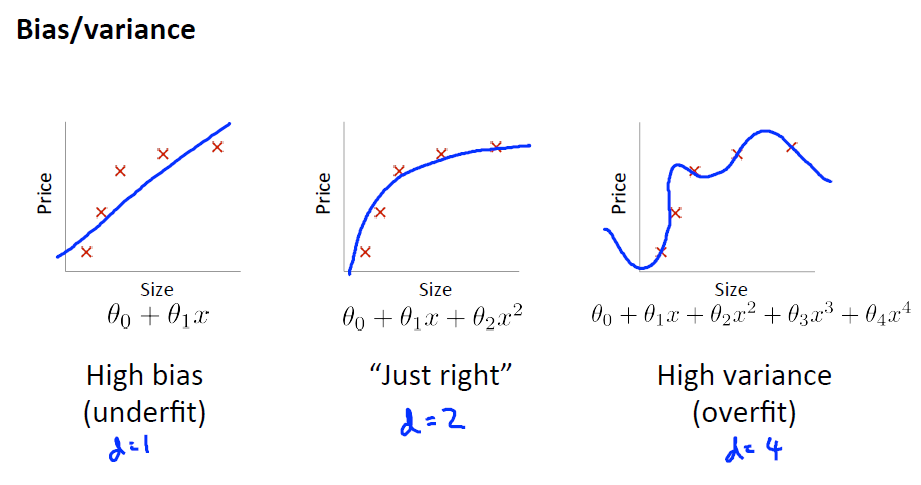 Bias/variance
Price
Size
θ₀ + θ₁x
High bias
(underfit)
d=1
Price
Size
θ₀ + θ₁x + θ₂x²
“Just right”
d=2
Price
Size
θ₀ + θ₁x + θ₂x² + θ₃x³ + θ₄x⁴
High variance
(overfit)
d=4